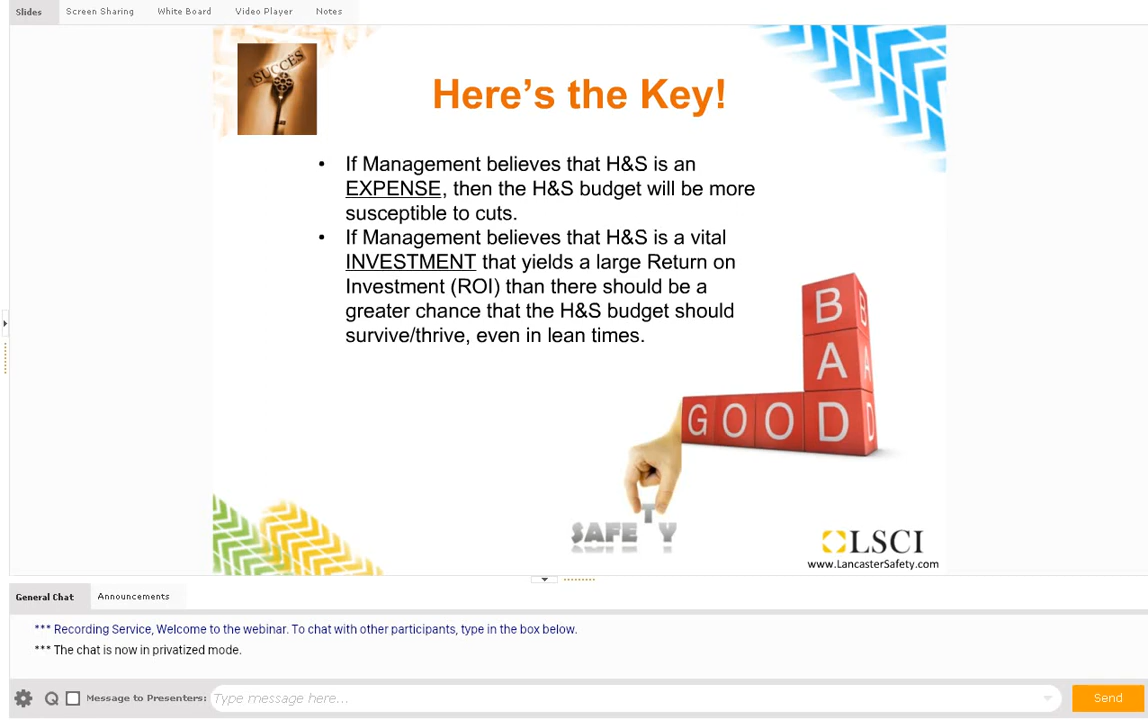 Slides Screen Sharing White Board Video Player Notes
SUCCES
Here's the Key!
• If Management believes that H&S is an
EXPENSE, then the H&S budget will be more
susceptible to cuts.
• If Management believes that H&S is a vital
INVESTMENT that yields a large Return on
Investment (ROI) than there should be a
greater chance that the H&S budget should
survive/thrive, even in lean times.
BAD
BAD
GOOD
SAFETY
LSCI
www.LancasterSafety.com
General Chat Announcements
*** Recording Service, Welcome to the webinar. To chat with other participants, type in the box below.
*** The chat is now in privatized mode.
Message to Presenters: Type message here... Send